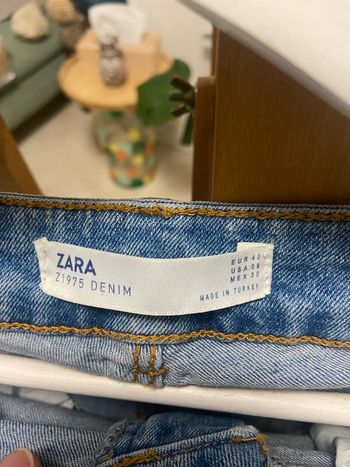 ZARA
Z1975 DENIM
EUR 40
USA 08
MEX 30
MADE IN TURKEY